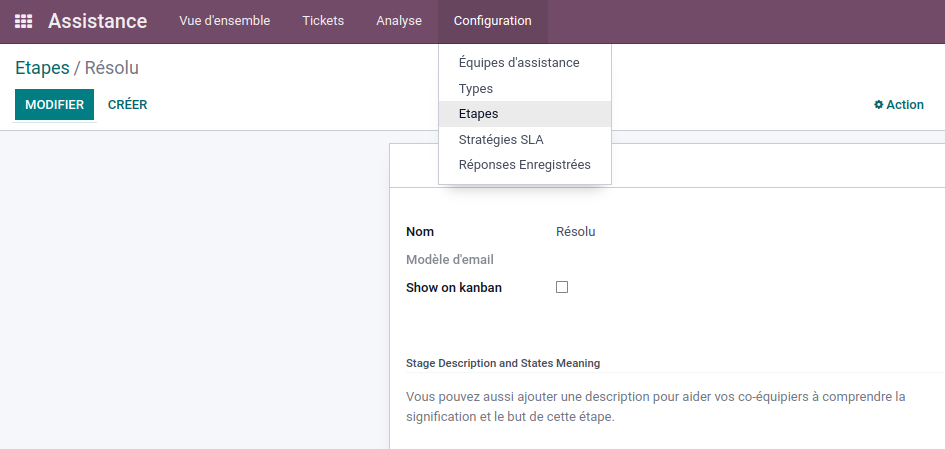 Assistance Vue d'ensemble Tickets Analyse Configuration
Etapes / Résolu
MODIFIER CRÉER Action
Équipes d'assistance
Types
Etapes
Stratégies SLA
Réponses Enregistrées
Nom Résolu
Modèle d'email
Show on kanban
Stage Description and States Meaning
Vous pouvez aussi ajouter une description pour aider vos co-équipiers à comprendre la
signification et le but de cette étape.